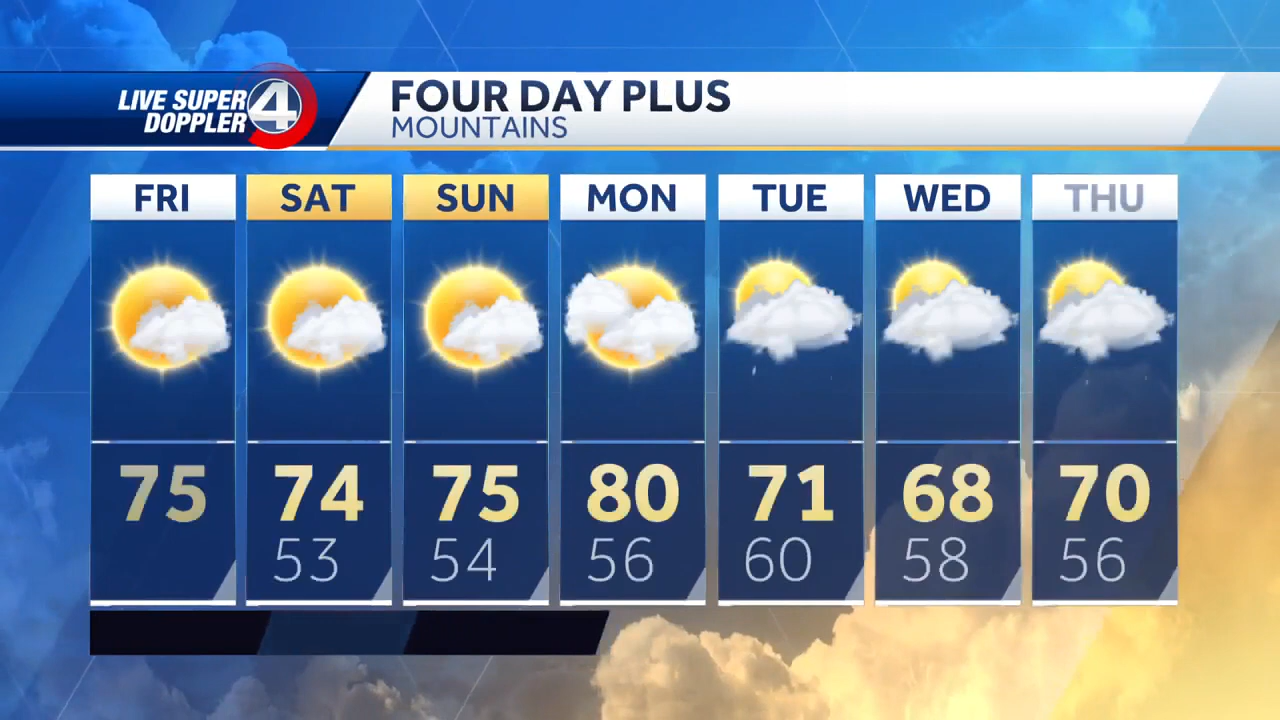 LIVE SUPER
DOPPLER 4
FOUR DAY PLUS
MOUNTAINS
FRI SAT SUN MON TUE WED THU
75 74 75 80 71 68 70
53 54 56 60 58 56